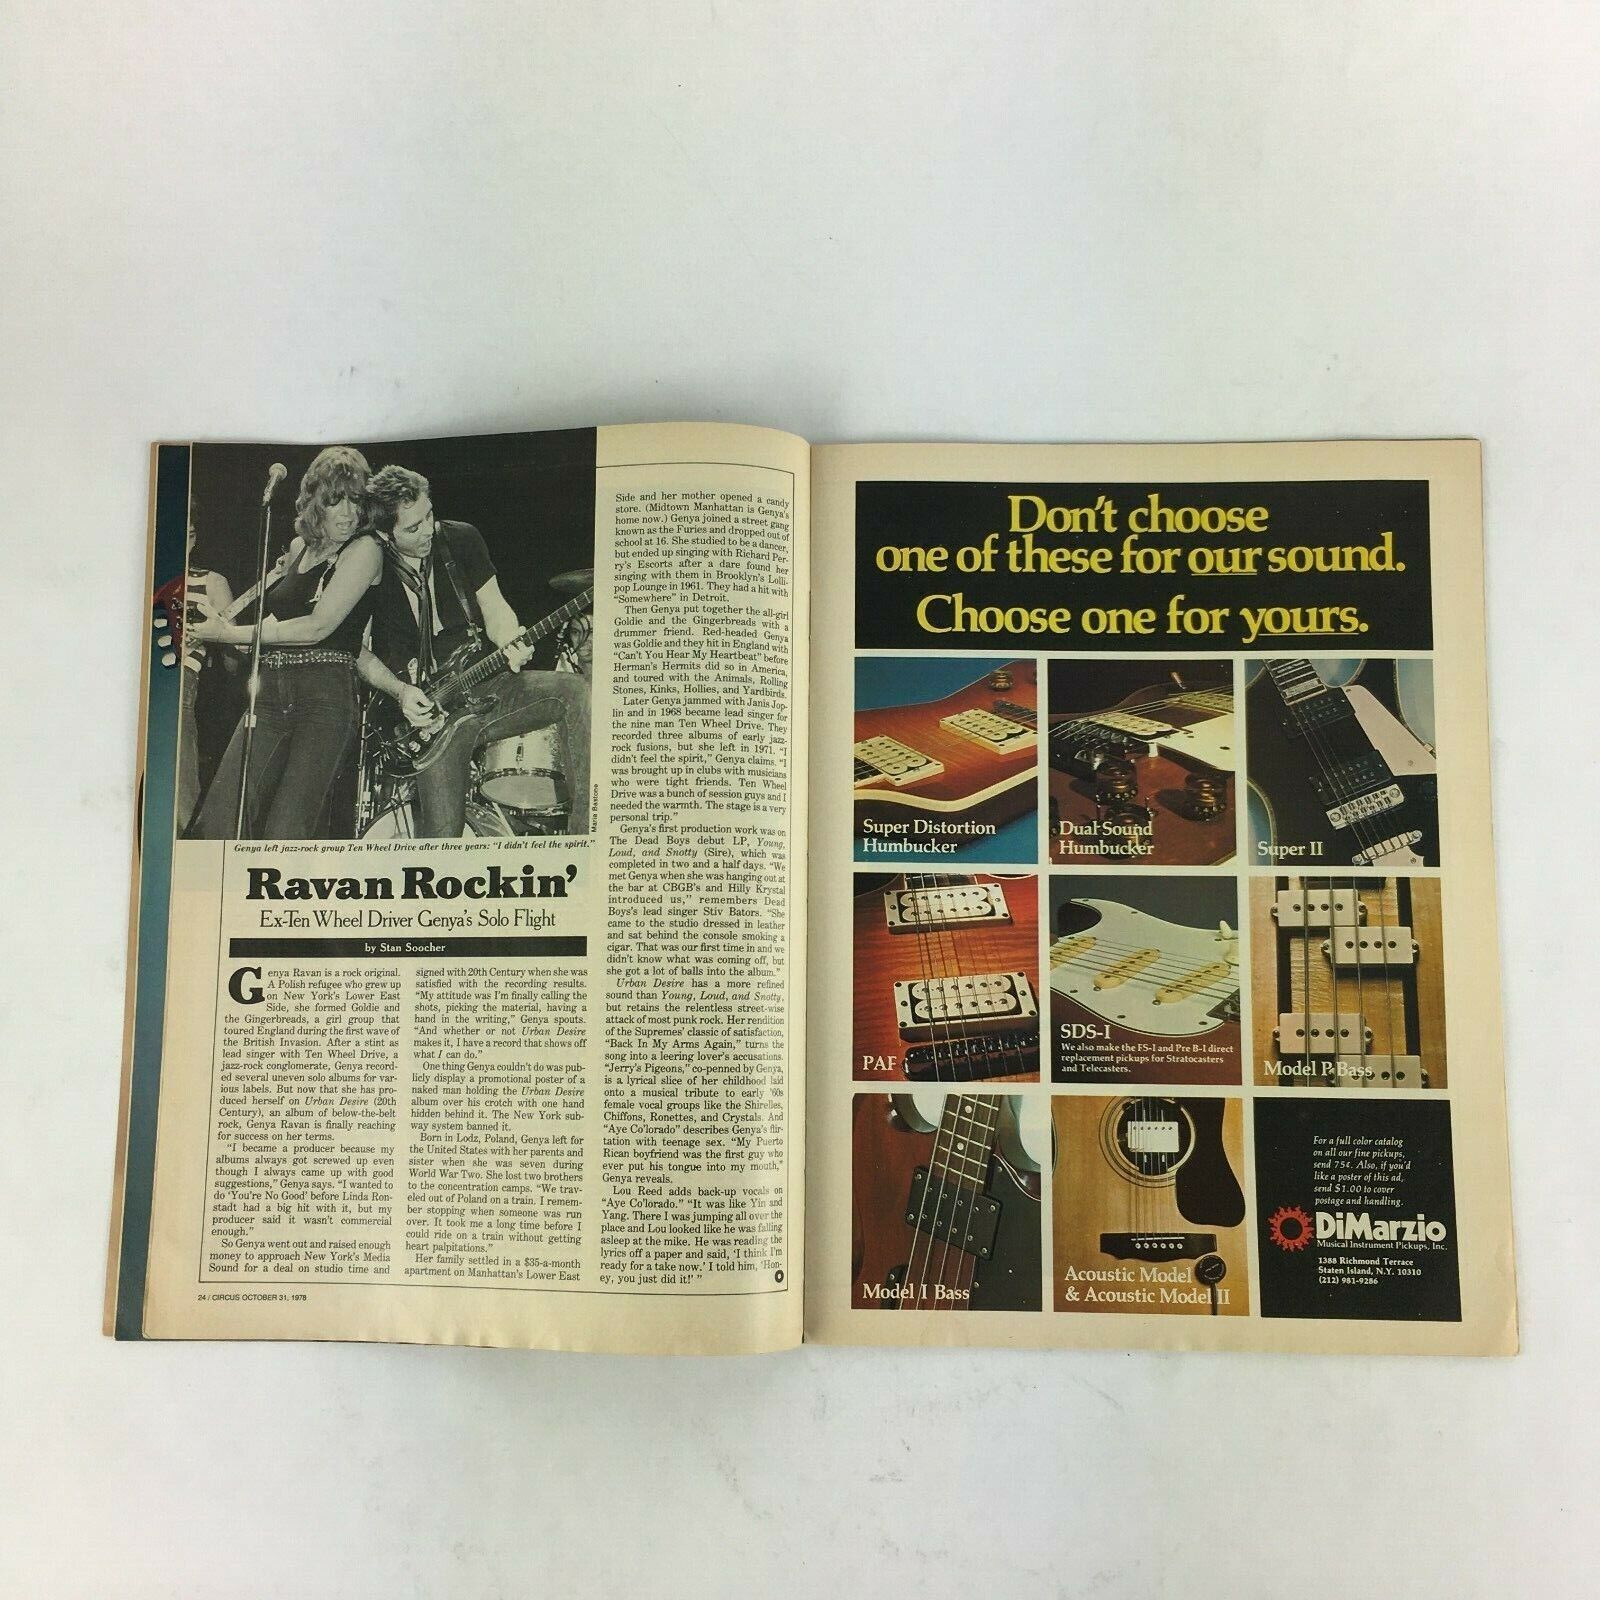 Maria Bastone
Genya left jazz-rock group Ten Wheel Drive after three years: "I didn't feel the spirit."
Ravan Rockin'
Ex-Ten Wheel Driver Genya's Solo Flight
by Stan Soocher
Genya Ravan is a rock original.
A Polish refugee who grew up
on New York's Lower East
Side, she formed Goldie and
the Gingerbreads, a girl group that
toured England during the first wave of
the British Invasion. After a stint as
lead singer with Ten Wheel Drive, a
jazz-rock conglomerate, Genya record-
ed several uneven solo albums for var-
ious labels. But now that she has pro-
duced herself on Urban Desire (20th
Century), an album of below-the-belt
rock, Genya Ravan is finally reaching
for success on her terms.
"I became a producer because my
albums always got screwed up even
though I always came up with good
suggestions," Genya says. "I wanted to
do 'You're No Good' before Linda Ron-
stadt had a big hit with it, but my
producer said it wasn't commercial
enough."
So Genya went out and raised enough
money to approach New York's Media
Sound for a deal on studio time and
signed with 20th Century when she was
satisfied with the recording results.
"My attitude was I'm finally calling the
shots, picking the material, having a
hand in the writing," Genya spouts.
"And whether or not Urban Desire
makes it, I have a record that shows off
what I can do."
One thing Genya couldn't do was pub-
licly display a promotional poster of a
naked man holding the Urban Desire
album over his crotch with one hand
hidden behind it. The New York sub-
way system banned it.
Born in Lodz, Poland, Genya left for
the United States with her parents and
sister when she was seven during
World War Two. She lost two brothers
to the concentration camps. "We trav-
eled out of Poland on a train. I remem-
ber stopping when someone was run
over. It took me a long time before I
could ride on a train without getting
heart palpitations."
Her family settled in a $35-a-month
apartment on Manhattan's Lower East
Side and her mother opened a candy
store. (Midtown Manhattan is Genya's
home now.) Genya joined a street gang
known as the Furies and dropped out of
school at 16. She studied to be a dancer,
but ended up singing with Richard Per-
ry's Escorts after a dare found her
singing with them in Brooklyn's Lolli-
pop Lounge in 1961. They had a hit with
"Somewhere" in Detroit.
Then Genya put together the all-girl
Goldie and the Gingerbreads with a
drummer friend. Red-headed Genya
was Goldie and they hit in England with
"Can't You Hear My Heartbeat" before
Herman's Hermits did so in America,
and toured with the Animals, Rolling
Stones, Kinks, Hollies, and Yardbirds.
Later Genya jammed with Janis Jop-
lin and in 1968 became lead singer for
the nine man Ten Wheel Drive. They
recorded three albums of early jazz-
rock fusions, but she left in 1971. "I
didn't feel the spirit," Genya claims. "I
was brought up in clubs with musicians
who were tight friends. Ten Wheel
Drive was a bunch of session guys and I
needed the warmth. The stage is a very
personal trip."
Genya's first production work was on
The Dead Boys debut LP, Young,
Loud, and Snotty (Sire), which was
completed in two and a half days. "We
met Genya when she was hanging out at
the bar at CBGB's and Hilly Krystal
introduced us," remembers Dead
Boys's lead singer Stiv Bators. "She
came to the studio dressed in leather
and sat behind the console smoking a
cigar. That was our first time in and we
didn't know what was coming off, but
she got a lot of balls into the album."
Urban Desire has a more refined
sound than Young, Loud, and Snotty,
but retains the relentless street-wise
attack of most punk rock. Her rendition
of the Supremes' classic of satisfaction,
"Back In My Arms Again," turns the
song into a leering lover's accusations.
"Jerry's Pigeons," co-penned by Genya,
is a lyrical slice of her childhood laid
onto a musical tribute to early '60s
female vocal groups like the Shirelles,
Chiffons, Ronettes, and Crystals. And
"Aye Co'lorado" describes Genya's flir-
tation with teenage sex. "My Puerto
Rican boyfriend was the first guy who
ever put his tongue into my mouth,"
Genya reveals.
Lou Reed adds back-up vocals on
"Aye Co'lorado." "It was like Yin and
Yang. There I was jumping all over the
place and Lou looked like he was falling
asleep at the mike. He was reading the
lyrics off a paper and said, 'I think I'm
ready for a take now.' I told him, 'Hon-
ey, you just did it!' "
24 / CIRCUS OCTOBER 31, 1978
Don't choose
one of these for our sound.
Choose one for yours.
Super Distortion
Humbucker
Dual Sound
Humbucker
Super II
PAF
SDS-I
We also make the FS-I and Pre B-I direct
replacement pickups for Stratocasters
and Telecasters.
Model P Bass
Model I Bass
Acoustic Model
& Acoustic Model II
For a full color catalog
on all our fine pickups,
send 75¢. Also, if you'd
like a poster of this ad,
send $1.00 to cover
postage and handling.
DiMarzio
Musical Instrument Pickups, Inc.
1388 Richmond Terrace
Staten Island, N.Y. 10310
(212) 981-9286